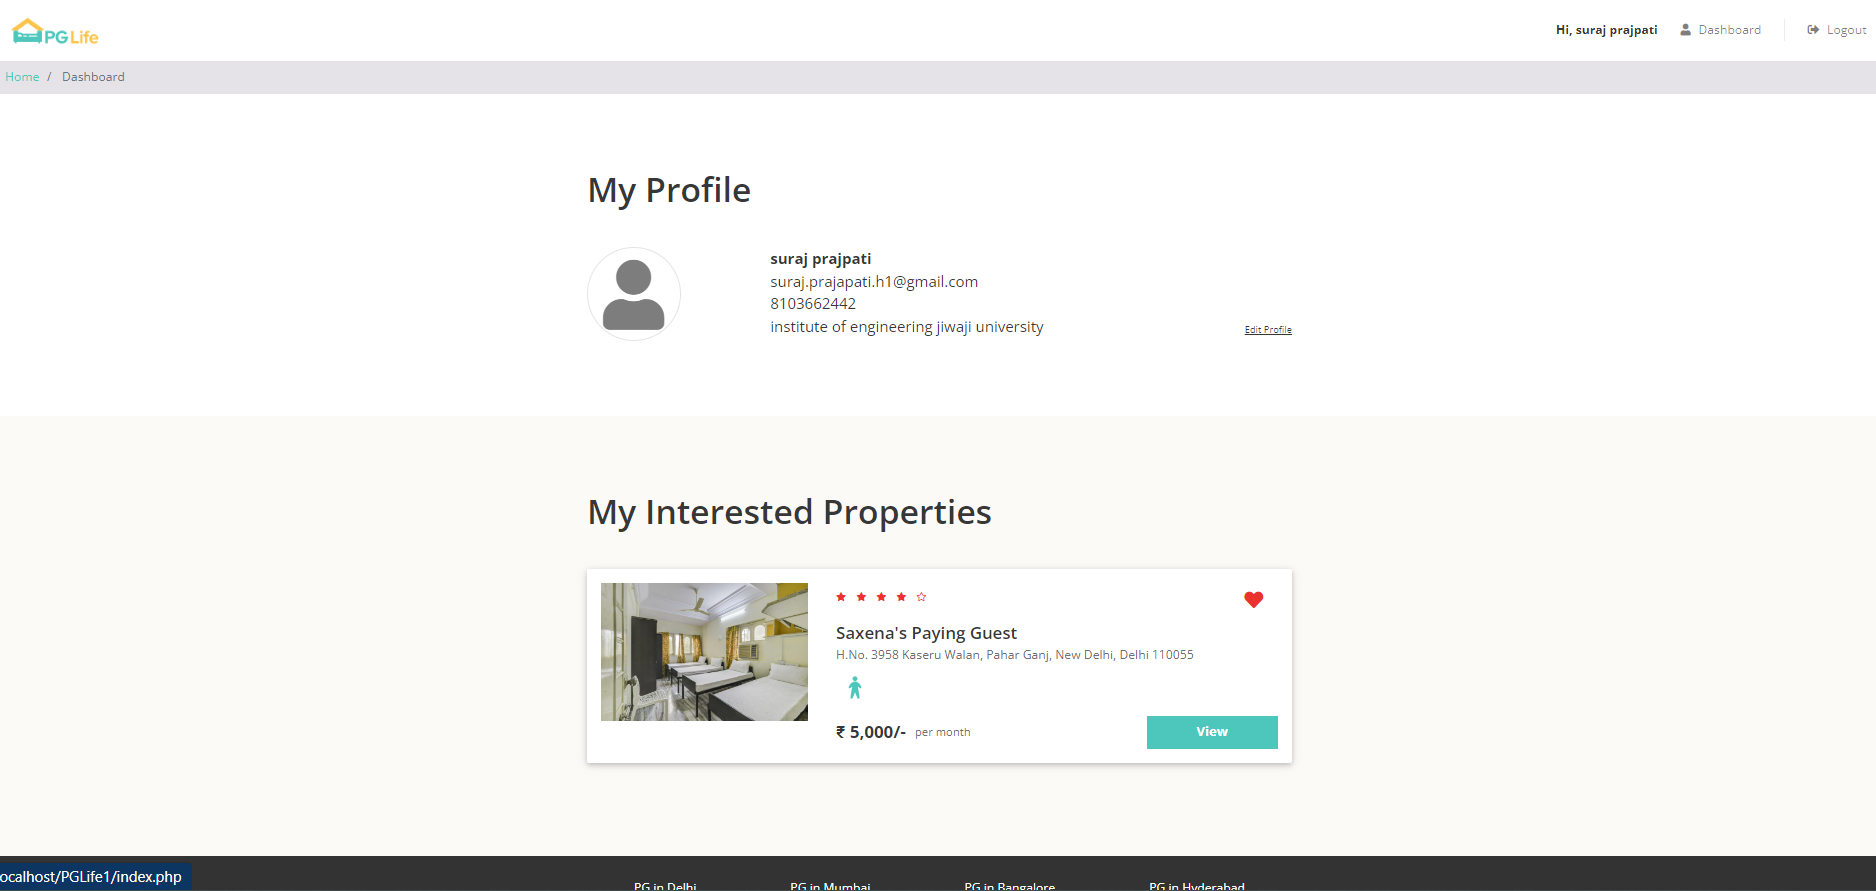 PG Life
Hi, suraj prajpati
Dashboard
Logout
Home / Dashboard
My Profile
suraj prajpati
suraj.prajapati.h1@gmail.com
8103662442
institute of engineering jiwaji university
Edit Profile
My Interested Properties
Saxena's Paying Guest
H.No. 3958 Kaseru Walan, Pahar Ganj, New Delhi, Delhi 110055
₹ 5,000/- per month
View
ocalhost/PGLife1/index.php
PG in Delhi
PG in Mumbai
PG in Bangalore
PG in Hyderabad